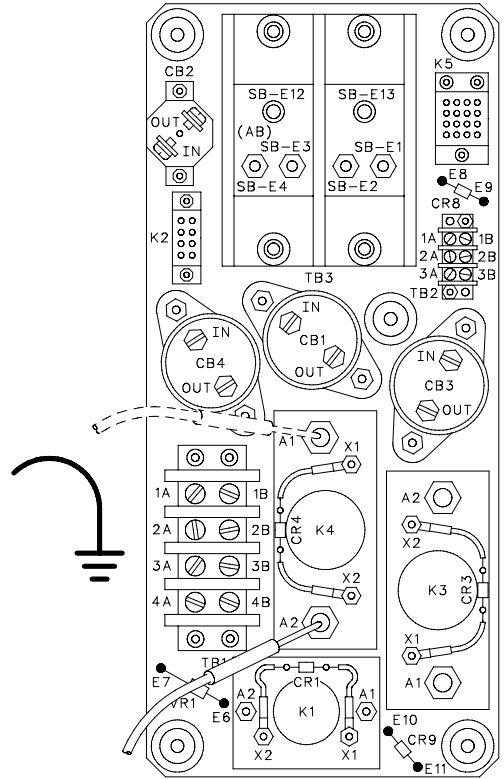 CB2
OUT
IN
K2
SB-E12
(AB)
SB-E3
SB-E4
SB-E13
SB-E1
SB-E2
TB3
K5
E8
E9
CR8
1A 1B
2A 2B
3A 3B
TB2
IN
CB4
OUT
IN
CB1
OUT
IN
CB3
OUT
A1
X1
CR4
K4
X2
A2
1A 1B
2A 2B
3A 3B
4A 4B
TB1
A2
X2
K3
CR3
X1
A1
E7
VR1
E6
CR1
A2 A1
K1
X2 X1
E10
CR9
E11